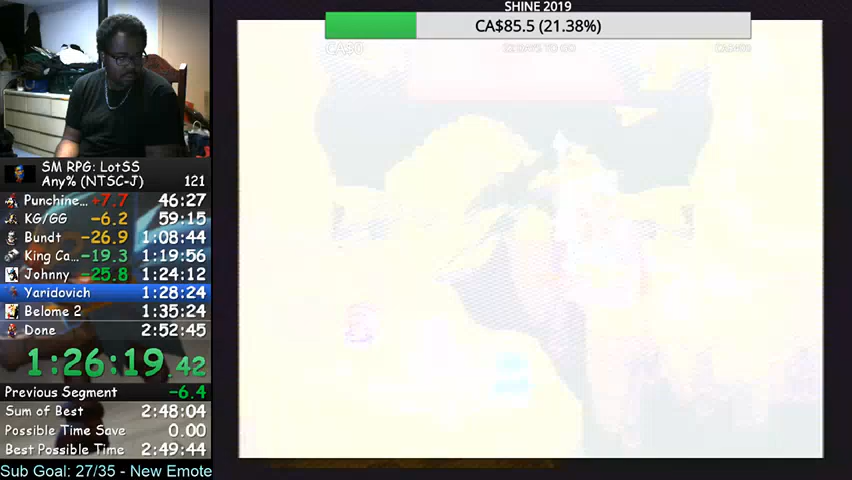 SHINE 2019
CA$85.5 (21.38%)
CA$0
SM RPG: LotSS
Any% (NTSC-J) 121
Punchine... +7.7 46:27
KG/GG -6.2 59:15
Bundt -26.9 1:08:44
King Ca... -19.3 1:19:56
Johnny -25.8 1:24:12
Yaridovich 1:28:24
Belome 2 1:35:24
Done 2:52:45
1:26:19.42
Previous Segment -6.4
Sum of Best 2:48:04
Possible Time Save 0.00
Best Possible Time 2:49:44
Sub Goal: 27/35 - New Emote